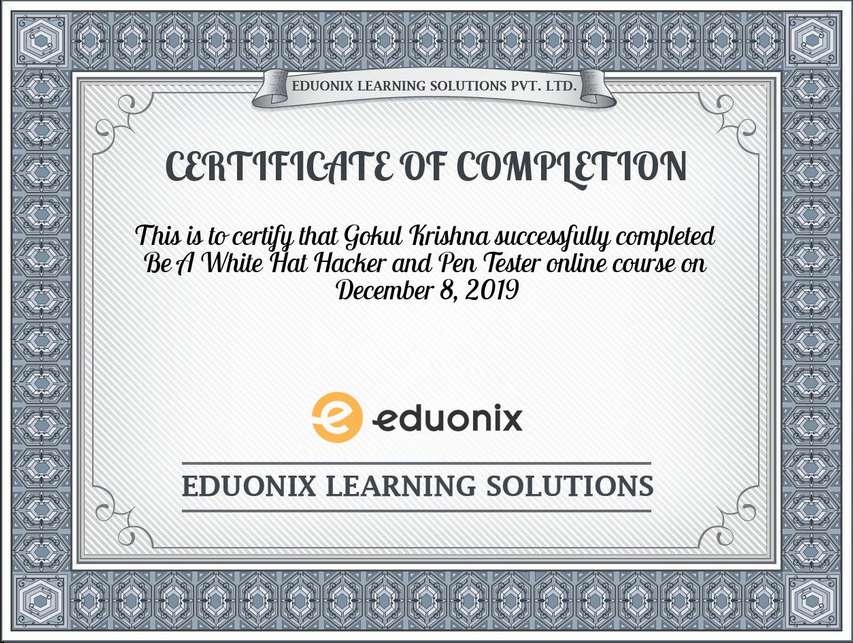 EDUONIX LEARNING SOLUTIONS PVT. LTD.
CERTIFICATE OF COMPLETION
This is to certify that Gokul Krishna successfully completed
Be A White Hat Hacker and Pen Tester online course on
December 8, 2019
eduonix
EDUONIX LEARNING SOLUTIONS